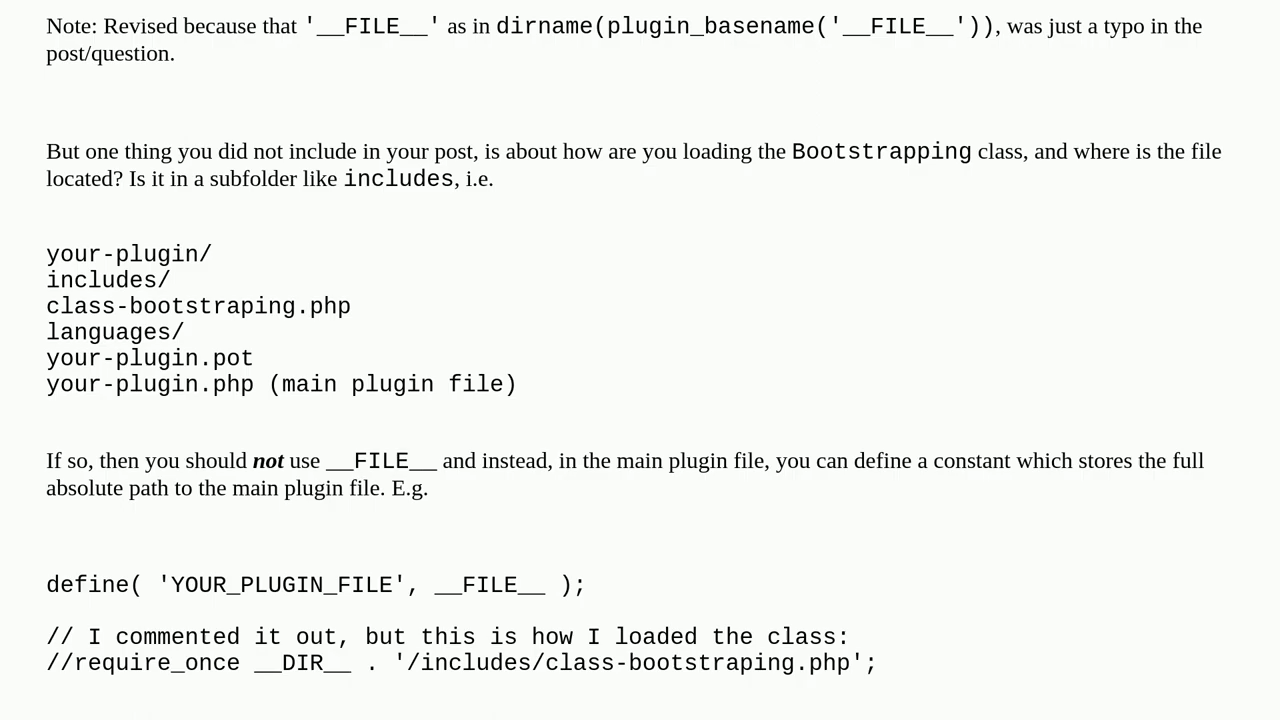 Note: Revised because that '__FILE__' as in dirname(plugin_basename('__FILE__')), was just a typo in the
post/question.
But one thing you did not include in your post, is about how are you loading the Bootstrapping class, and where is the file
located? Is it in a subfolder like includes, i.e.
your-plugin/
includes/
class-bootstraping.php
languages/
your-plugin.pot
your-plugin.php (main plugin file)
If so, then you should not use __FILE__ and instead, in the main plugin file, you can define a constant which stores the full
absolute path to the main plugin file. E.g.
define( 'YOUR_PLUGIN_FILE', __FILE__ );
// I commented it out, but this is how I loaded the class:
//require_once __DIR__ . '/includes/class-bootstraping.php';